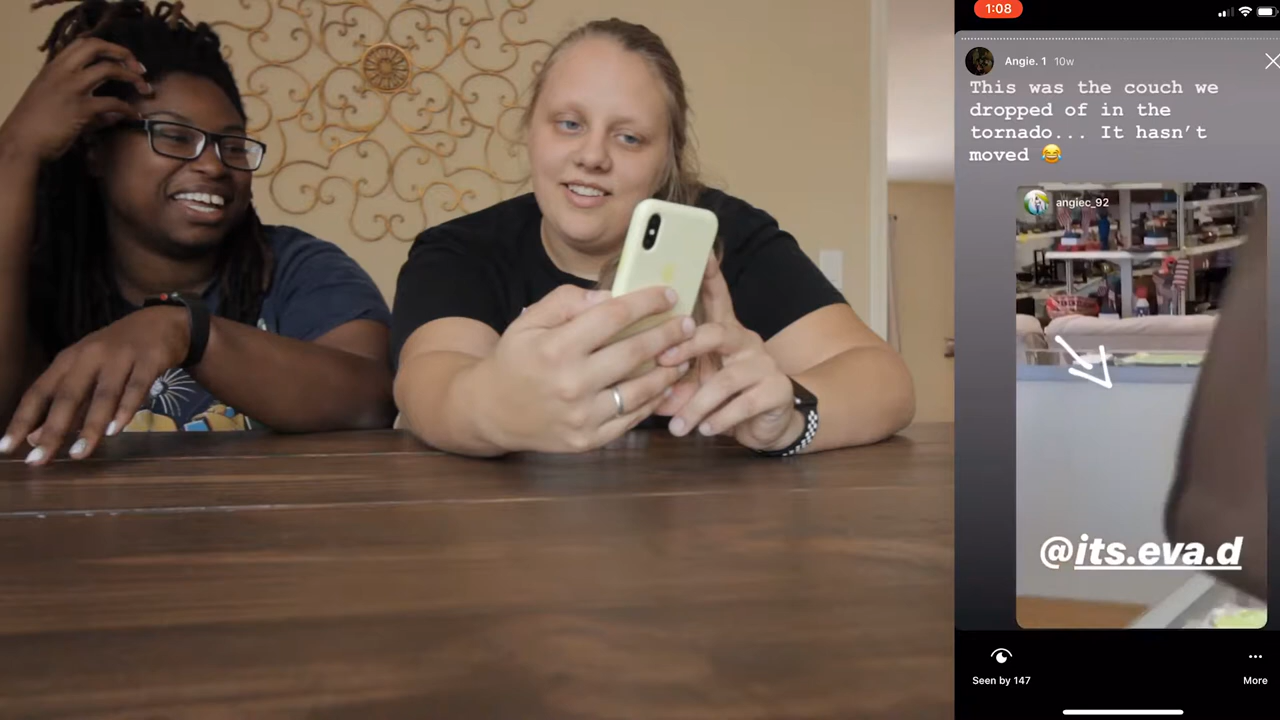 1:08
Angie. 1 10w
This was the couch we
dropped of in the
tornado... It hasn't
moved 😂
angiec_92
@its.eva.d
Seen by 147
More